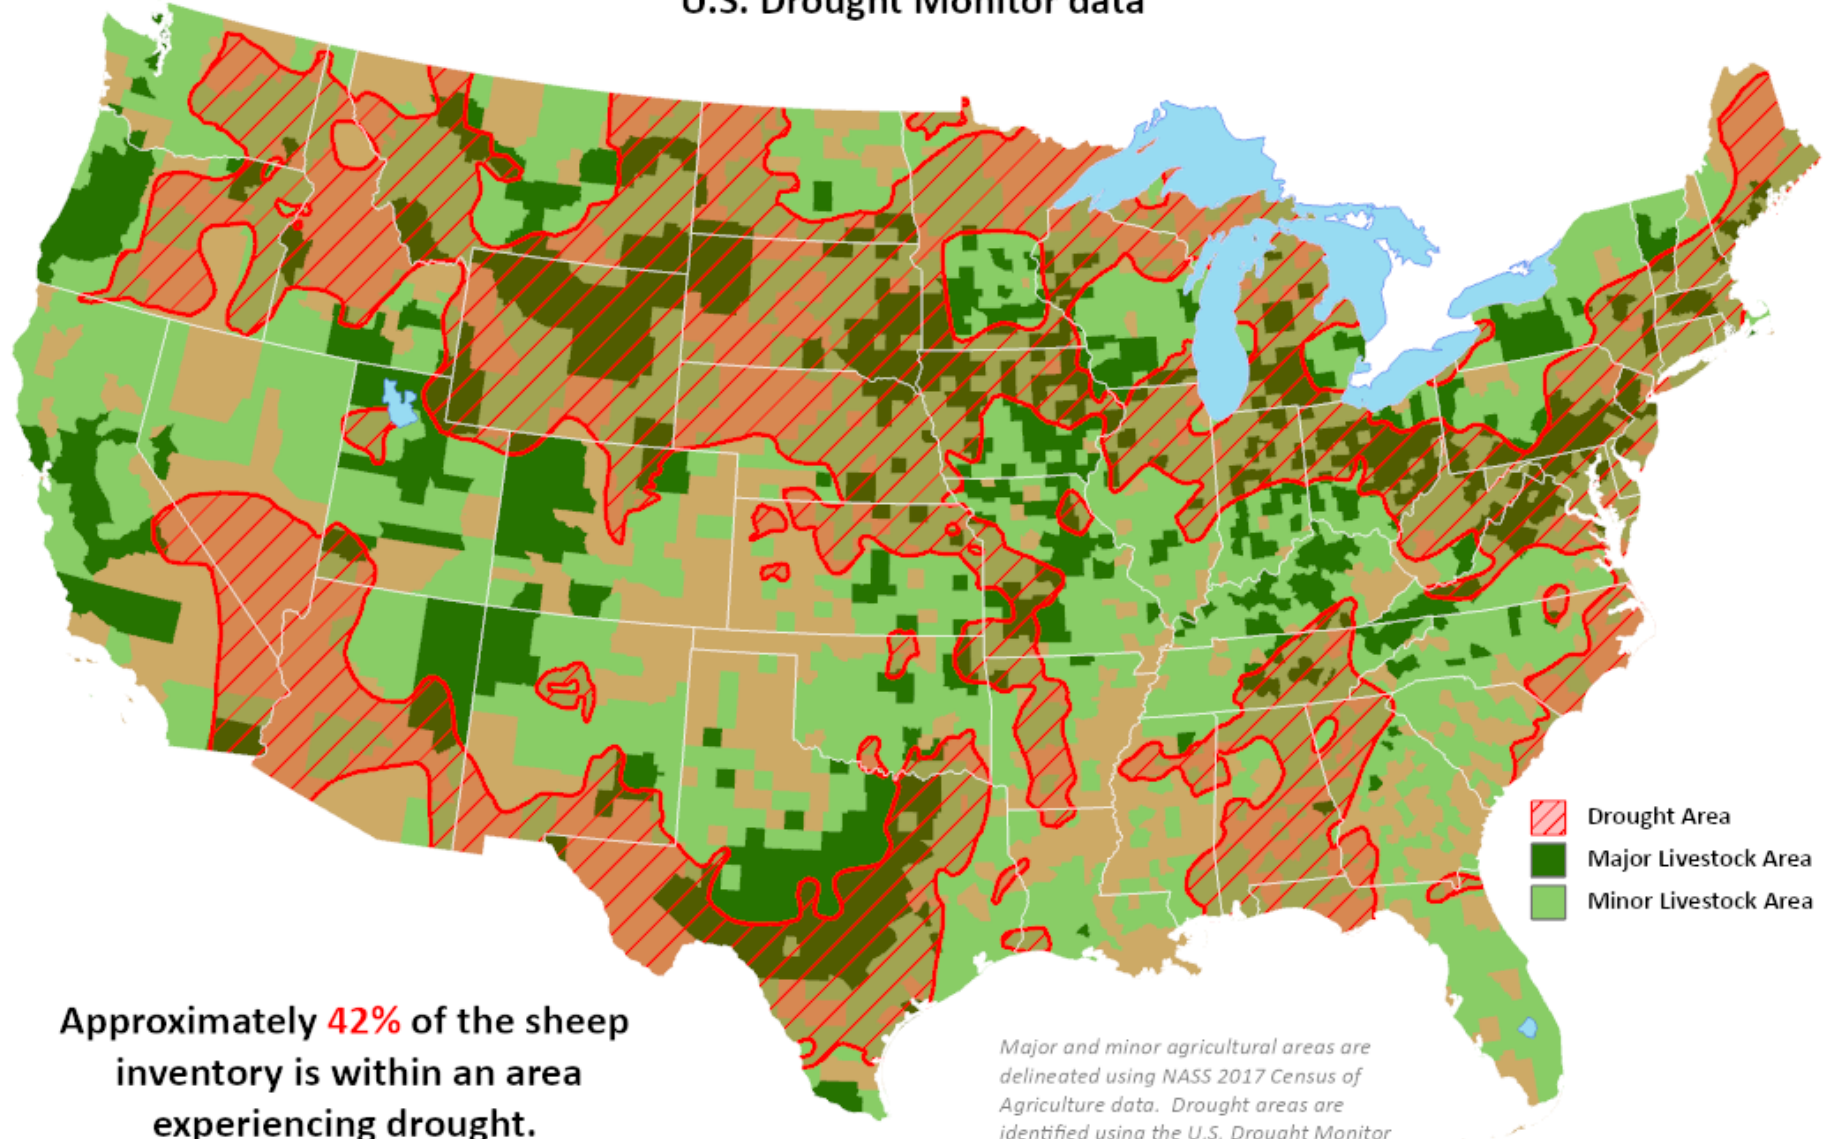 U.S. Drought Monitor data
Drought Area
Major Livestock Area
Minor Livestock Area
Approximately 42% of the sheep
inventory is within an area
experiencing drought.
Major and minor agricultural areas are
delineated using NASS 2017 Census of
Agriculture data. Drought areas are
identified using the U.S. Drought Monitor